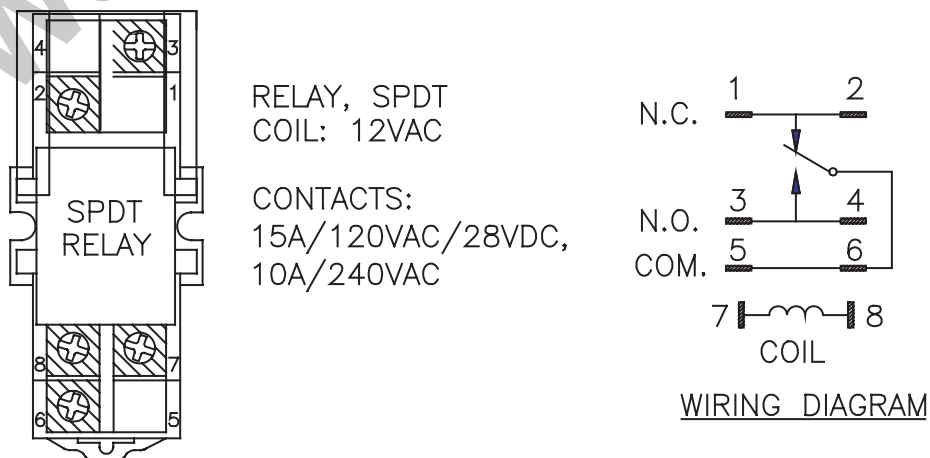 4 3
2 1
SPDT
RELAY
8 7
6 5
RELAY, SPDT
COIL: 12VAC
CONTACTS:
15A/120VAC/28VDC,
10A/240VAC
N.C. 1 2
N.O. 3 4
COM. 5 6
7 8
COIL
WIRING DIAGRAM